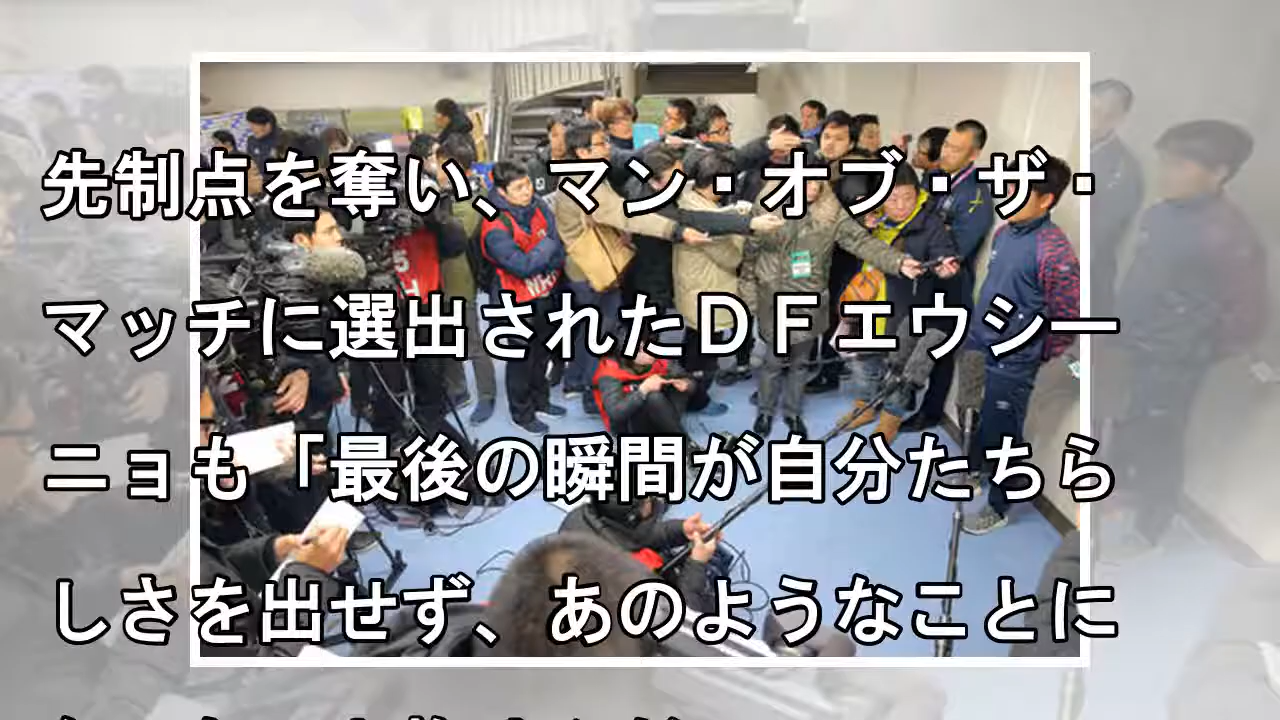 先制点を奪い、マン・オブ・ザ・
マッチに選出されたＤＦエウシー
ニョも「最後の瞬間が自分たちら
しさを出せず、あのようなことに